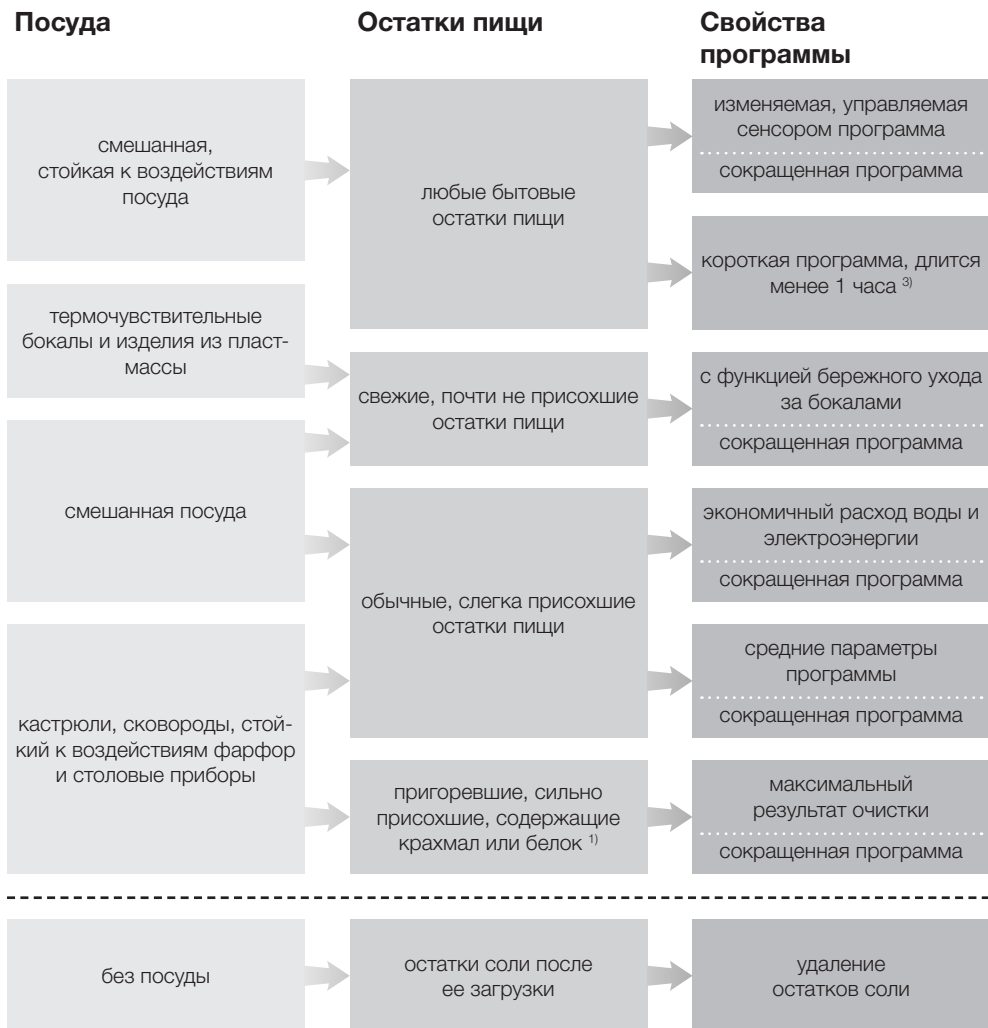 Посуда
Остатки пищи
Свойства
программы
смешанная,
стойкая к воздействиям
посуда
любые бытовые
остатки пищи
изменяемая, управляемая
сенсором программа
сокращенная программа
короткая программа, длится
менее 1 часа 3)
термочувствительные
бокалы и изделия из пласт-
массы
свежие, почти не присохшие
остатки пищи
с функцией бережного ухода
за бокалами
сокращенная программа
смешанная посуда
обычные, слегка присохшие
остатки пищи
экономичный расход воды и
электроэнергии
сокращенная программа
средние параметры
программы
сокращенная программа
кастрюли, сковороды, стой-
кий к воздействиям фарфор
и столовые приборы
пригоревшие, сильно
присохшие, содержащие
крахмал или белок 1)
максимальный
результат очистки
сокращенная программа
без посуды
остатки соли после
ее загрузки
удаление
остатков соли